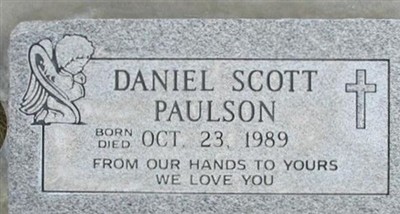 DANIEL SCOTT
PAULSON
BORN
DIED OCT. 23, 1989
FROM OUR HANDS TO YOURS
WE LOVE YOU